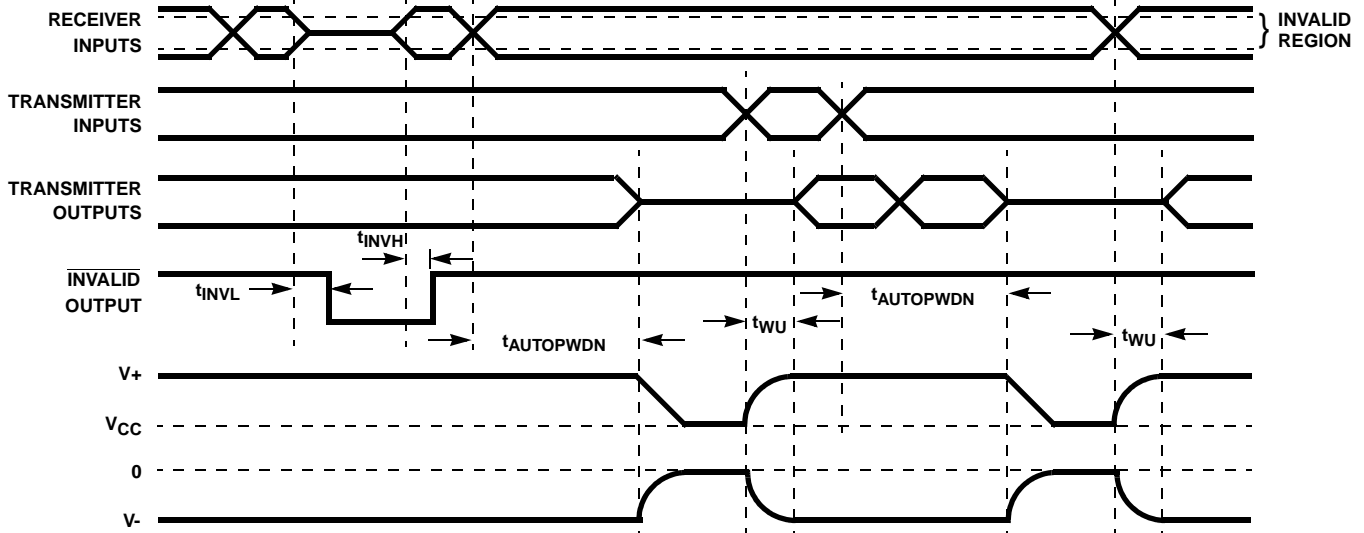 RECEIVER
INPUTS
} INVALID
REGION
TRANSMITTER
INPUTS
TRANSMITTER
OUTPUTS
tINVH
INVALID
OUTPUT
tINVL
tAUTOPWDN
tWU
tAUTOPWDN
tWU
V+
VCC
0
V-